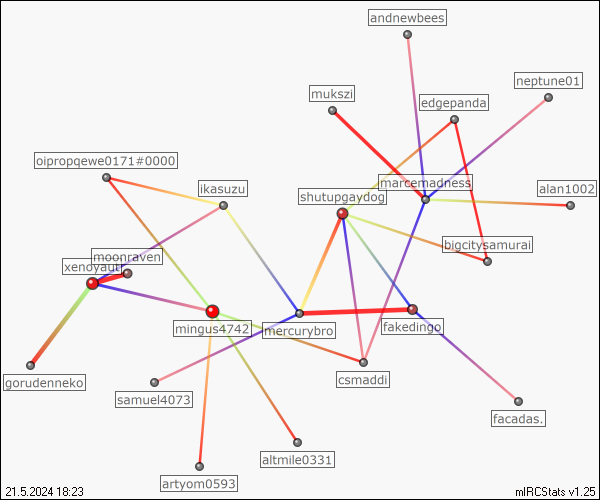 andnewbees
neptune01
mukszi
edgepanda
oipropqewe0171#0000
ikasuzu
marcemadness
shutupgaydog
alan1002
bigcitysamurai
moonraven
xenoyaut
mingus4742
mercurybro
fakedingo
gorudenneko
csmaddi
samuel4073
facadas.
altmile0331
artyom0593
21.5.2024 18:23
mIRCStats v1.25